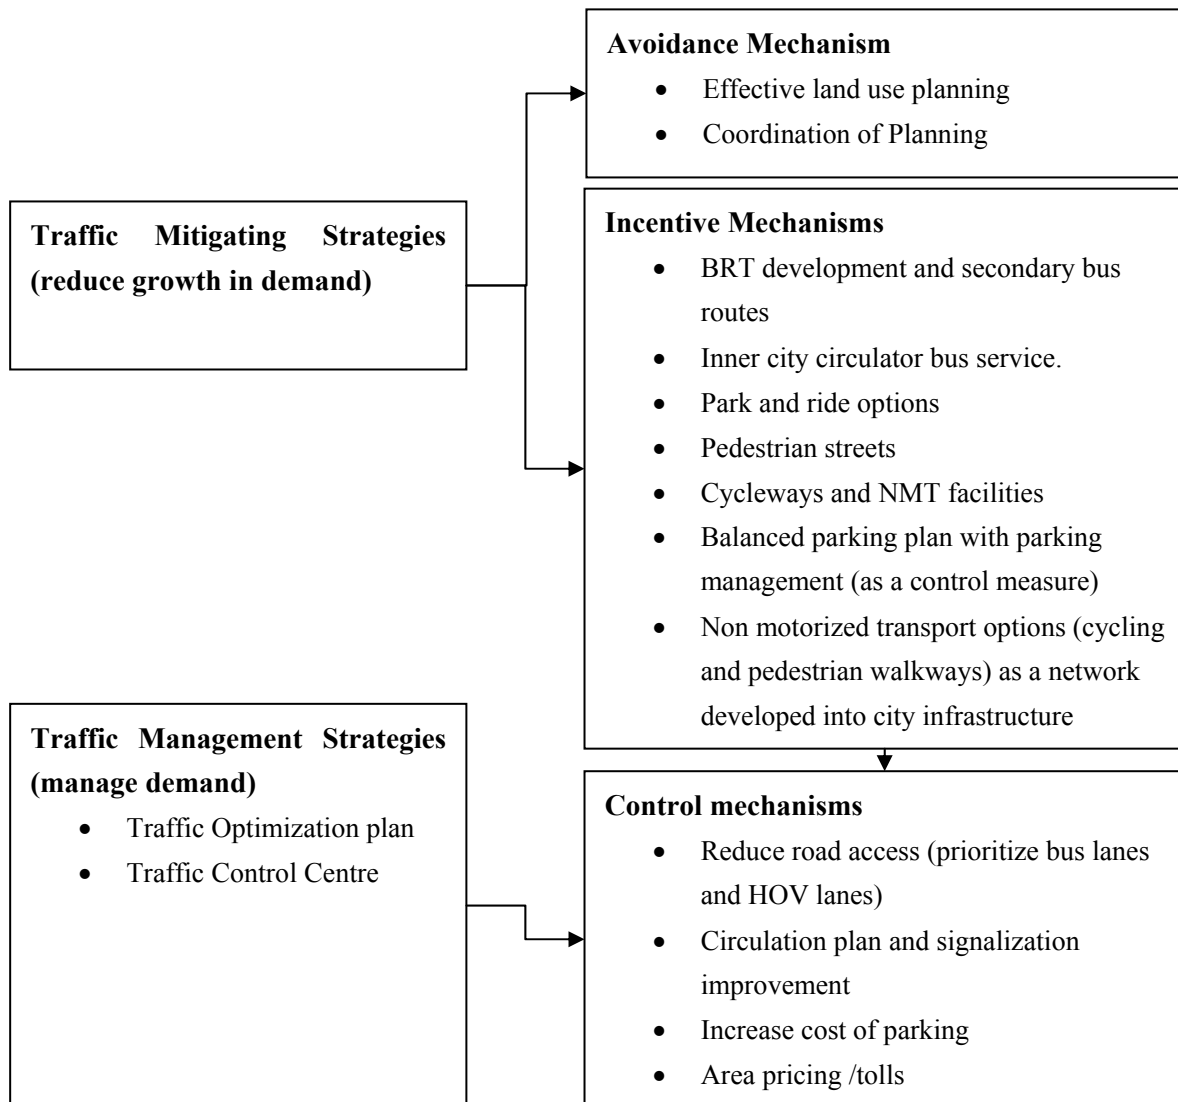 Avoidance Mechanism
• Effective land use planning
• Coordination of Planning
Traffic Mitigating Strategies
(reduce growth in demand)
Incentive Mechanisms
• BRT development and secondary bus
routes
• Inner city circulator bus service.
• Park and ride options
• Pedestrian streets
• Cycleways and NMT facilities
• Balanced parking plan with parking
management (as a control measure)
• Non motorized transport options (cycling
and pedestrian walkways) as a network
developed into city infrastructure
Traffic Management Strategies
(manage demand)
• Traffic Optimization plan
• Traffic Control Centre
Control mechanisms
• Reduce road access (prioritize bus lanes
and HOV lanes)
• Circulation plan and signalization
improvement
• Increase cost of parking
• Area pricing /tolls